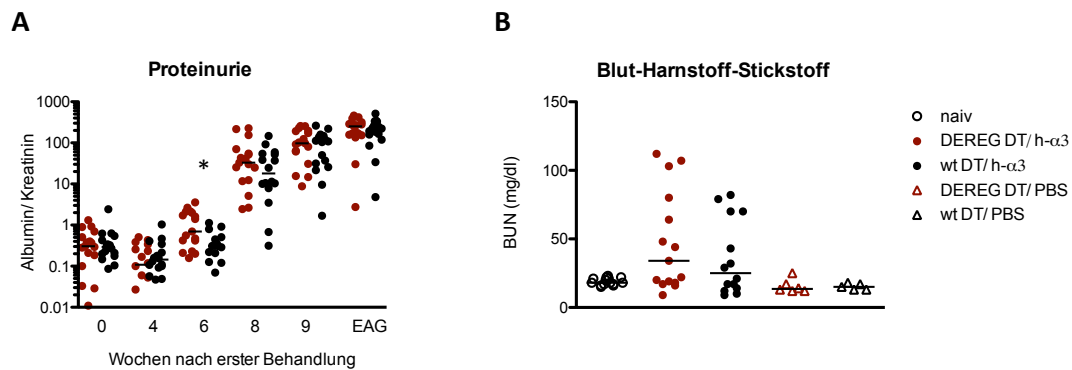 A
Proteinurie
Albumin/ Kreatinin
1000
100
10
1
0.1
0.01
*
0 4 6 8 9 EAG
Wochen nach erster Behandlung
B
Blut-Harnstoff-Stickstoff
BUN (mg/dl)
150
100
50
0
naiv
DEREG DT/ h-α3
wt DT/ h-α3
DEREG DT/ PBS
wt DT/ PBS